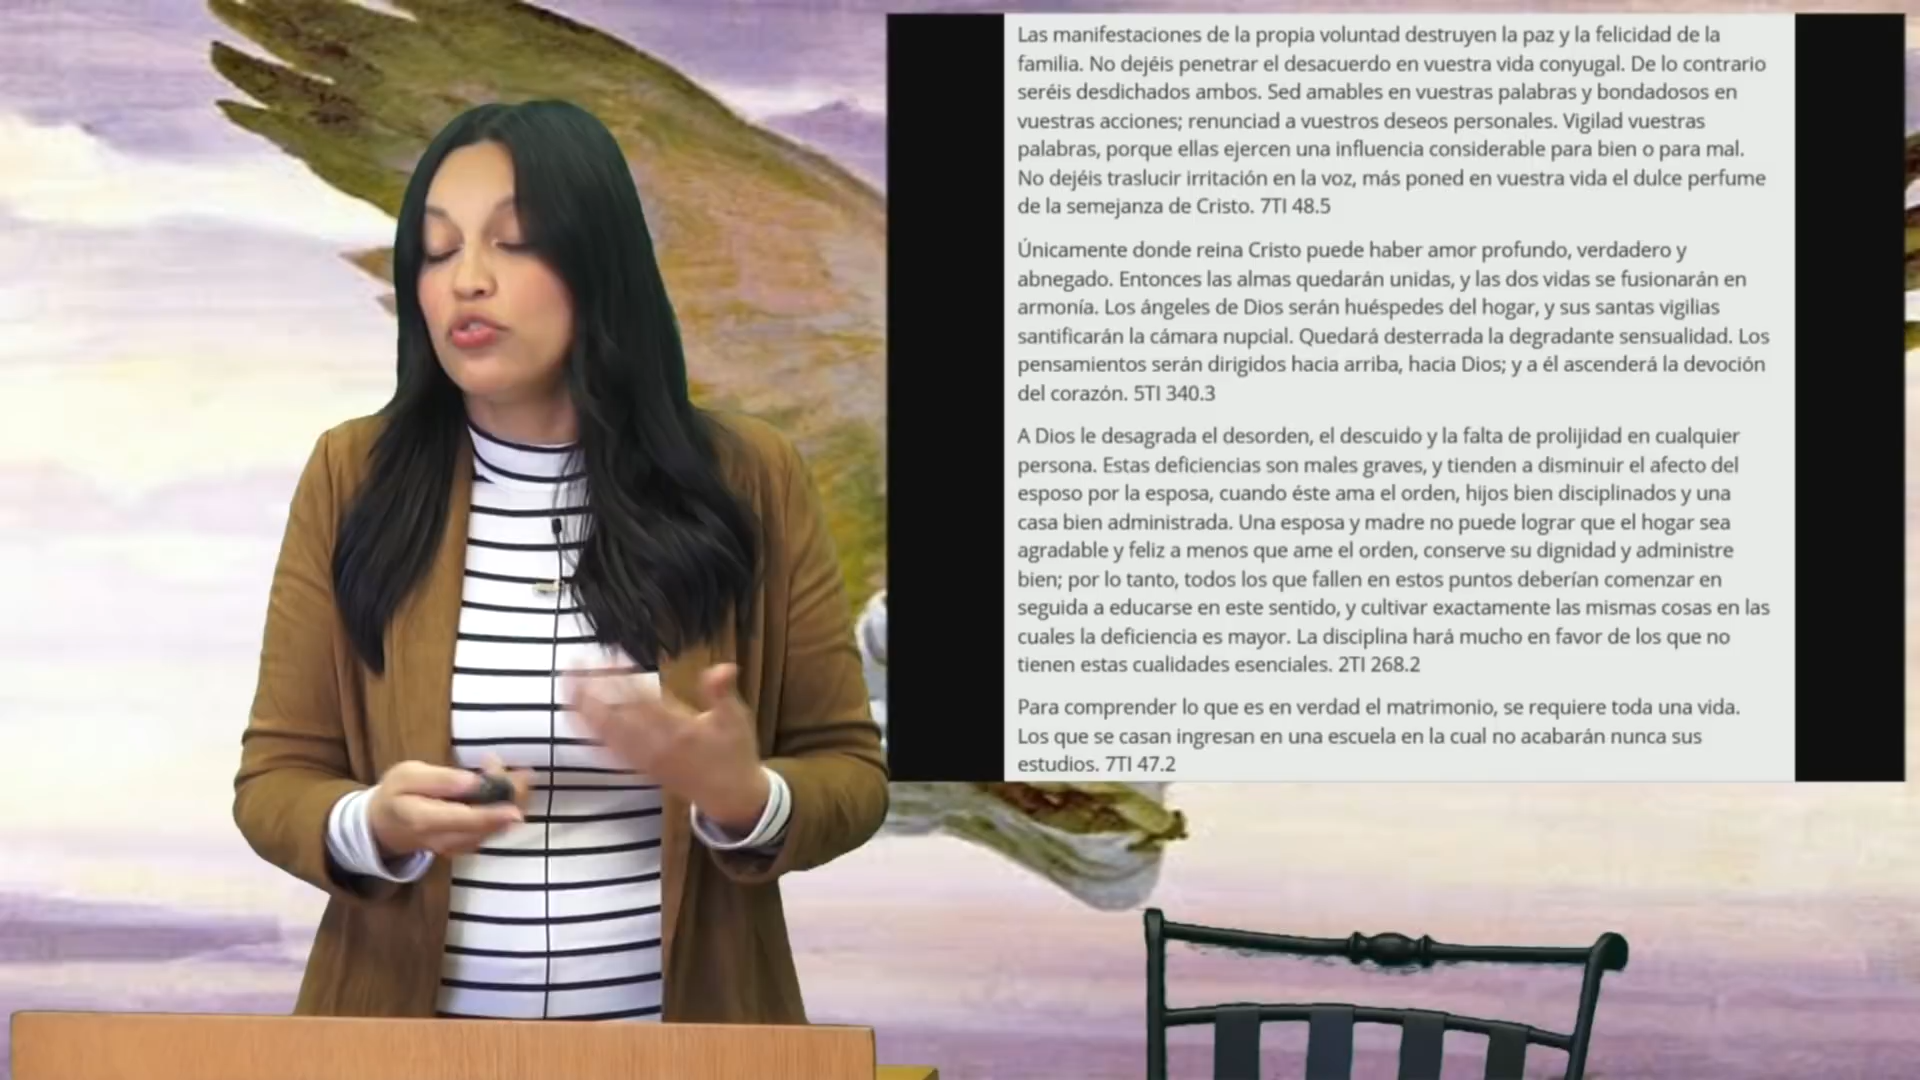 Las manifestaciones de la propia voluntad destruyen la paz y la felicidad de la
familia. No dejéis penetrar el desacuerdo en vuestra vida conyugal. De lo contrario
seréis desdichados ambos. Sed amables en vuestras palabras y bondadosos en
vuestras acciones; renunciad a vuestros deseos personales. Vigilad vuestras
palabras, porque ellas ejercen una influencia considerable para bien o para mal.
No dejéis traslucir irritación en la voz, más poned en vuestra vida el dulce perfume
de la semejanza de Cristo. 7TI 48.5
Únicamente donde reina Cristo puede haber amor profundo, verdadero y
abnegado. Entonces las almas quedarán unidas, y las dos vidas se fusionarán en
armonía. Los ángeles de Dios serán huéspedes del hogar, y sus santas vigilias
santificarán la cámara nupcial. Quedará desterrada la degradante sensualidad. Los
pensamientos serán dirigidos hacia arriba, hacia Dios; y a él ascenderá la devoción
del corazón. 5TI 340.3
A Dios le desagrada el desorden, el descuido y la falta de prolijidad en cualquier
persona. Estas deficiencias son males graves, y tienden a disminuir el afecto del
esposo por la esposa, cuando éste ama el orden, hijos bien disciplinados y una
casa bien administrada. Una esposa y madre no puede lograr que el hogar sea
agradable y feliz a menos que ame el orden, conserve su dignidad y administre
bien; por lo tanto, todos los que fallen en estos puntos deberían comenzar en
seguida a educarse en este sentido, y cultivar exactamente las mismas cosas en las
cuales la deficiencia es mayor. La disciplina hará mucho en favor de los que no
tienen estas cualidades esenciales. 2TI 268.2
Para comprender lo que es en verdad el matrimonio, se requiere toda una vida.
Los que se casan ingresan en una escuela en la cual no acabarán nunca sus
estudios. 7TI 47.2